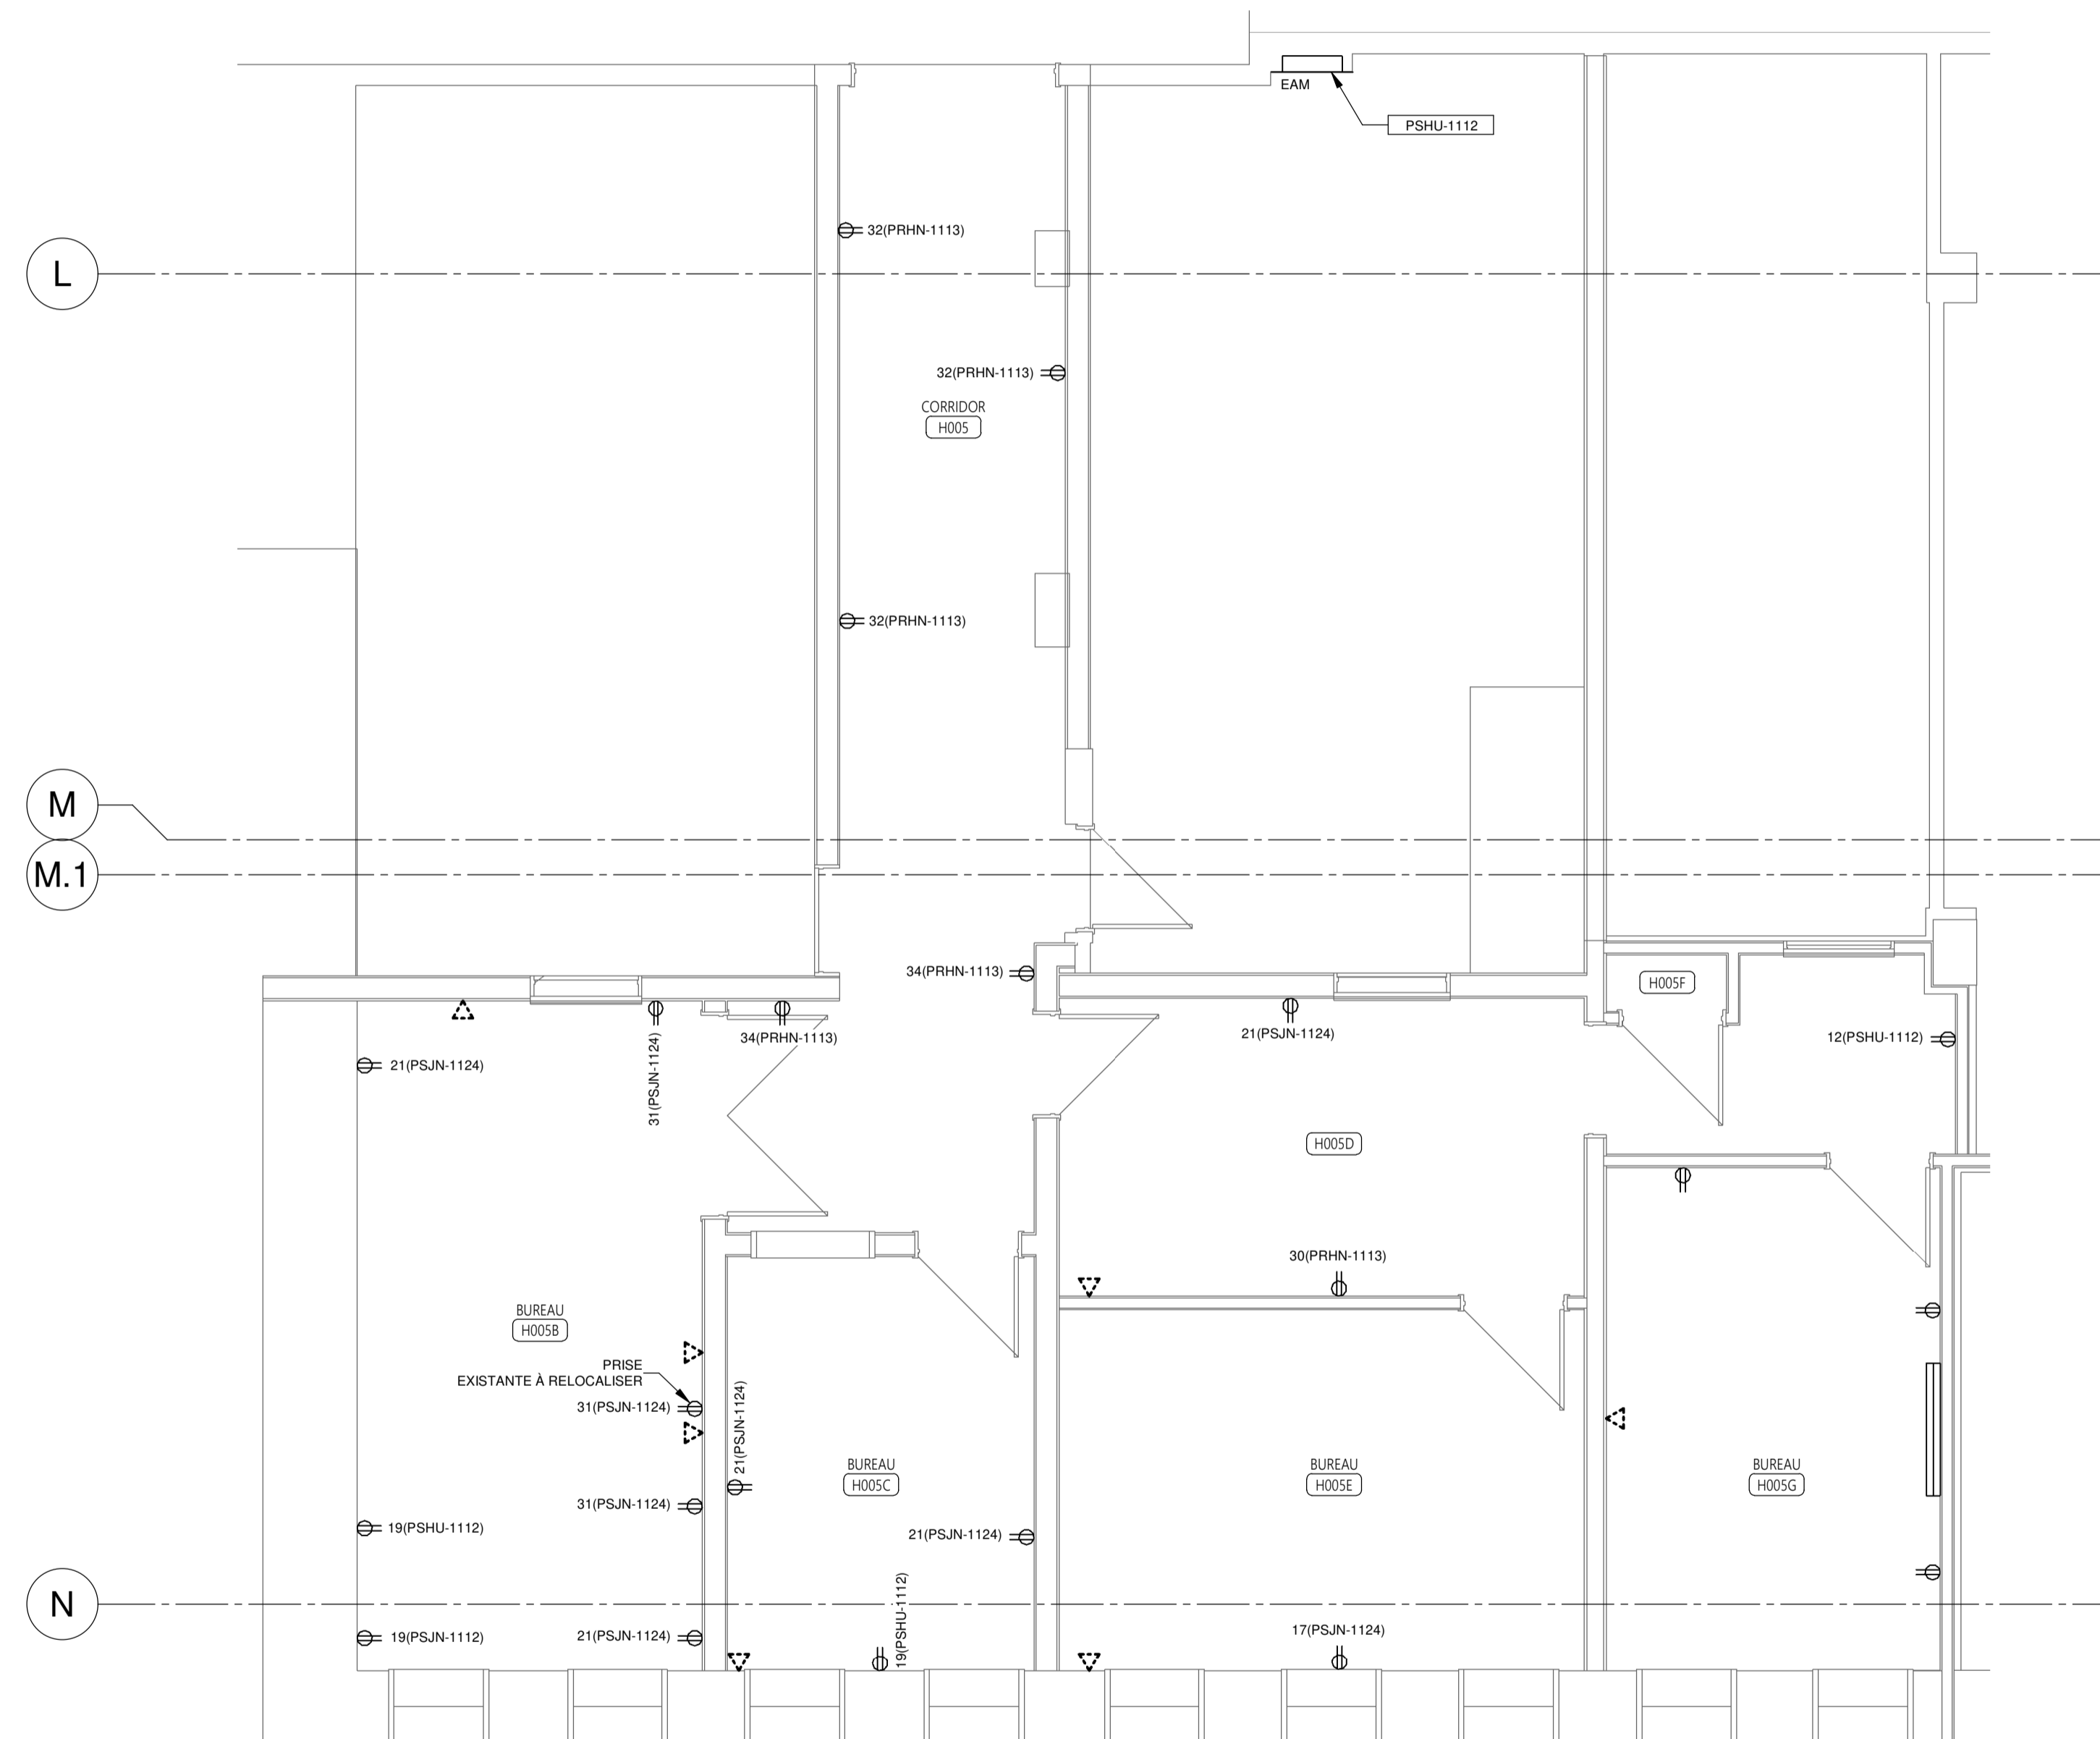 EAM
PSHU-1112
32(PRHN-1113)
L
32(PRHN-1113)
CORRIDOR
H005
32(PRHN-1113)
M
M.1
34(PRHN-1113)
H005F
21(PSJN-1124)
34(PRHN-1113)
12(PSHU-1112)
21(PSJN-1124)
31(PSJN-1124)
H005D
30(PRHN-1113)
BUREAU
H005B
PRISE
EXISTANTE À RELOCALISER
31(PSJN-1124)
21(PSJN-1124)
BUREAU
H005C
BUREAU
H005E
BUREAU
H005G
31(PSJN-1124)
19(PSHU-1112)
21(PSJN-1124)
N
19(PSHU-1112)
19(PSJN-1112)
21(PSJN-1124)
17(PSJN-1124)